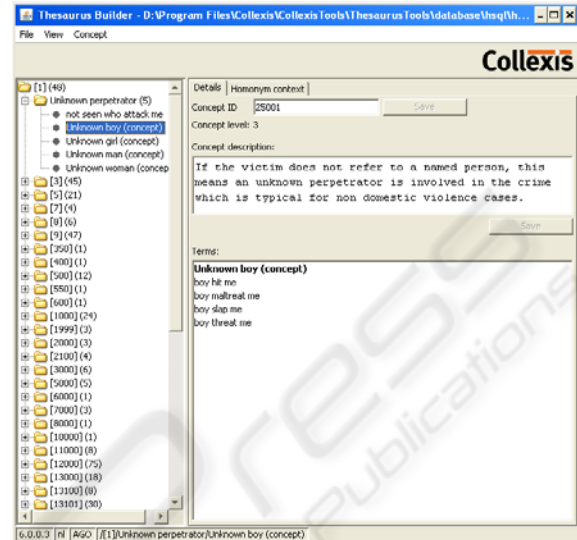 Thesaurus Builder - D:\Program Files\Collexis\CollexisTools\ThesaurusTools\database\hsql\h...
File View Concept
Collexis
[1] (48)
Unknown perpetrator (5)
not seen who attack me
Unknown boy (concept)
Unknown girl (concept)
Unknown man (concept)
Unknown woman (concep
[3] (45)
[5] (21)
[7] (4)
[8] (6)
[9] (47)
[350] (1)
[400] (1)
[500] (12)
[550] (1)
[600] (1)
[1000] (24)
[1999] (3)
[2000] (3)
[2100] (4)
[3000] (6)
[5000] (5)
[6000] (1)
[7000] (3)
[8000] (1)
[10000] (1)
[11000] (8)
[12000] (75)
[13000] (18)
[13100] (8)
[13101] (30)
Details Homonym context
Concept ID 25001 Save
Concept level: 3
Concept description:
If the victim does not refer to a named person, this
means an unknown perpetrator is involved in the crime
which is typical for non domestic violence cases.
Save
Terms:
Unknown boy (concept)
boy hit me
boy maltreat me
boy slap me
boy threat me
6.0.0.3 nl AGO /[1]/Unknown perpetrator/Unknown boy (concept)